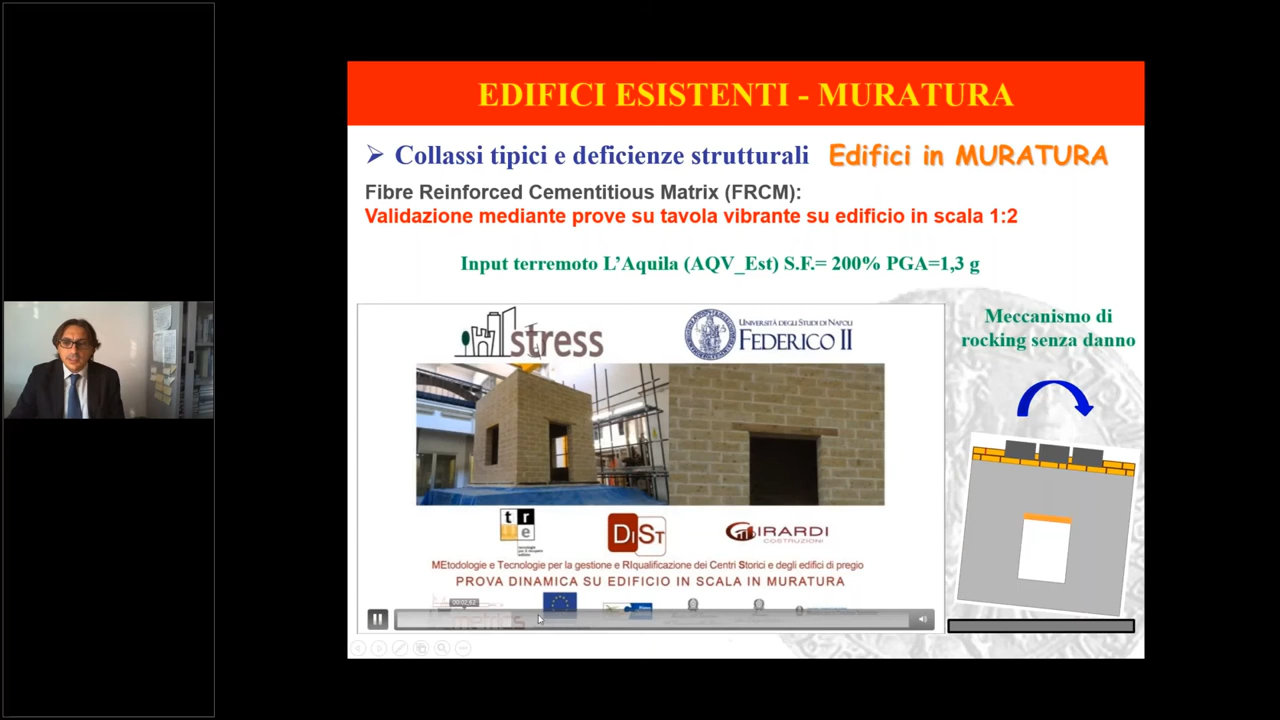 EDIFICI ESISTENTI - MURATURA
Collassi tipici e deficienze strutturali Edifici in MURATURA
Fibre Reinforced Cementitious Matrix (FRCM):
Validazione mediante prove su tavola vibrante su edificio in scala 1:2
Input terremoto L'Aquila (AQV_Est) S.F.= 200% PGA=1,3 g
stress
UNIVERSITÀ DEGLI STUDI DI NAPOLI
FEDERICO II
Meccanismo di
rocking senza danno
t r
e
DIST
GIRARDI
COSTRUZIONI
MEtodologie e Tecnologie per la gestione e RIqualificazione dei Centri Storici e degli edifici di pregio
PROVA DINAMICA SU EDIFICIO IN SCALA IN MURATURA
00:02,62